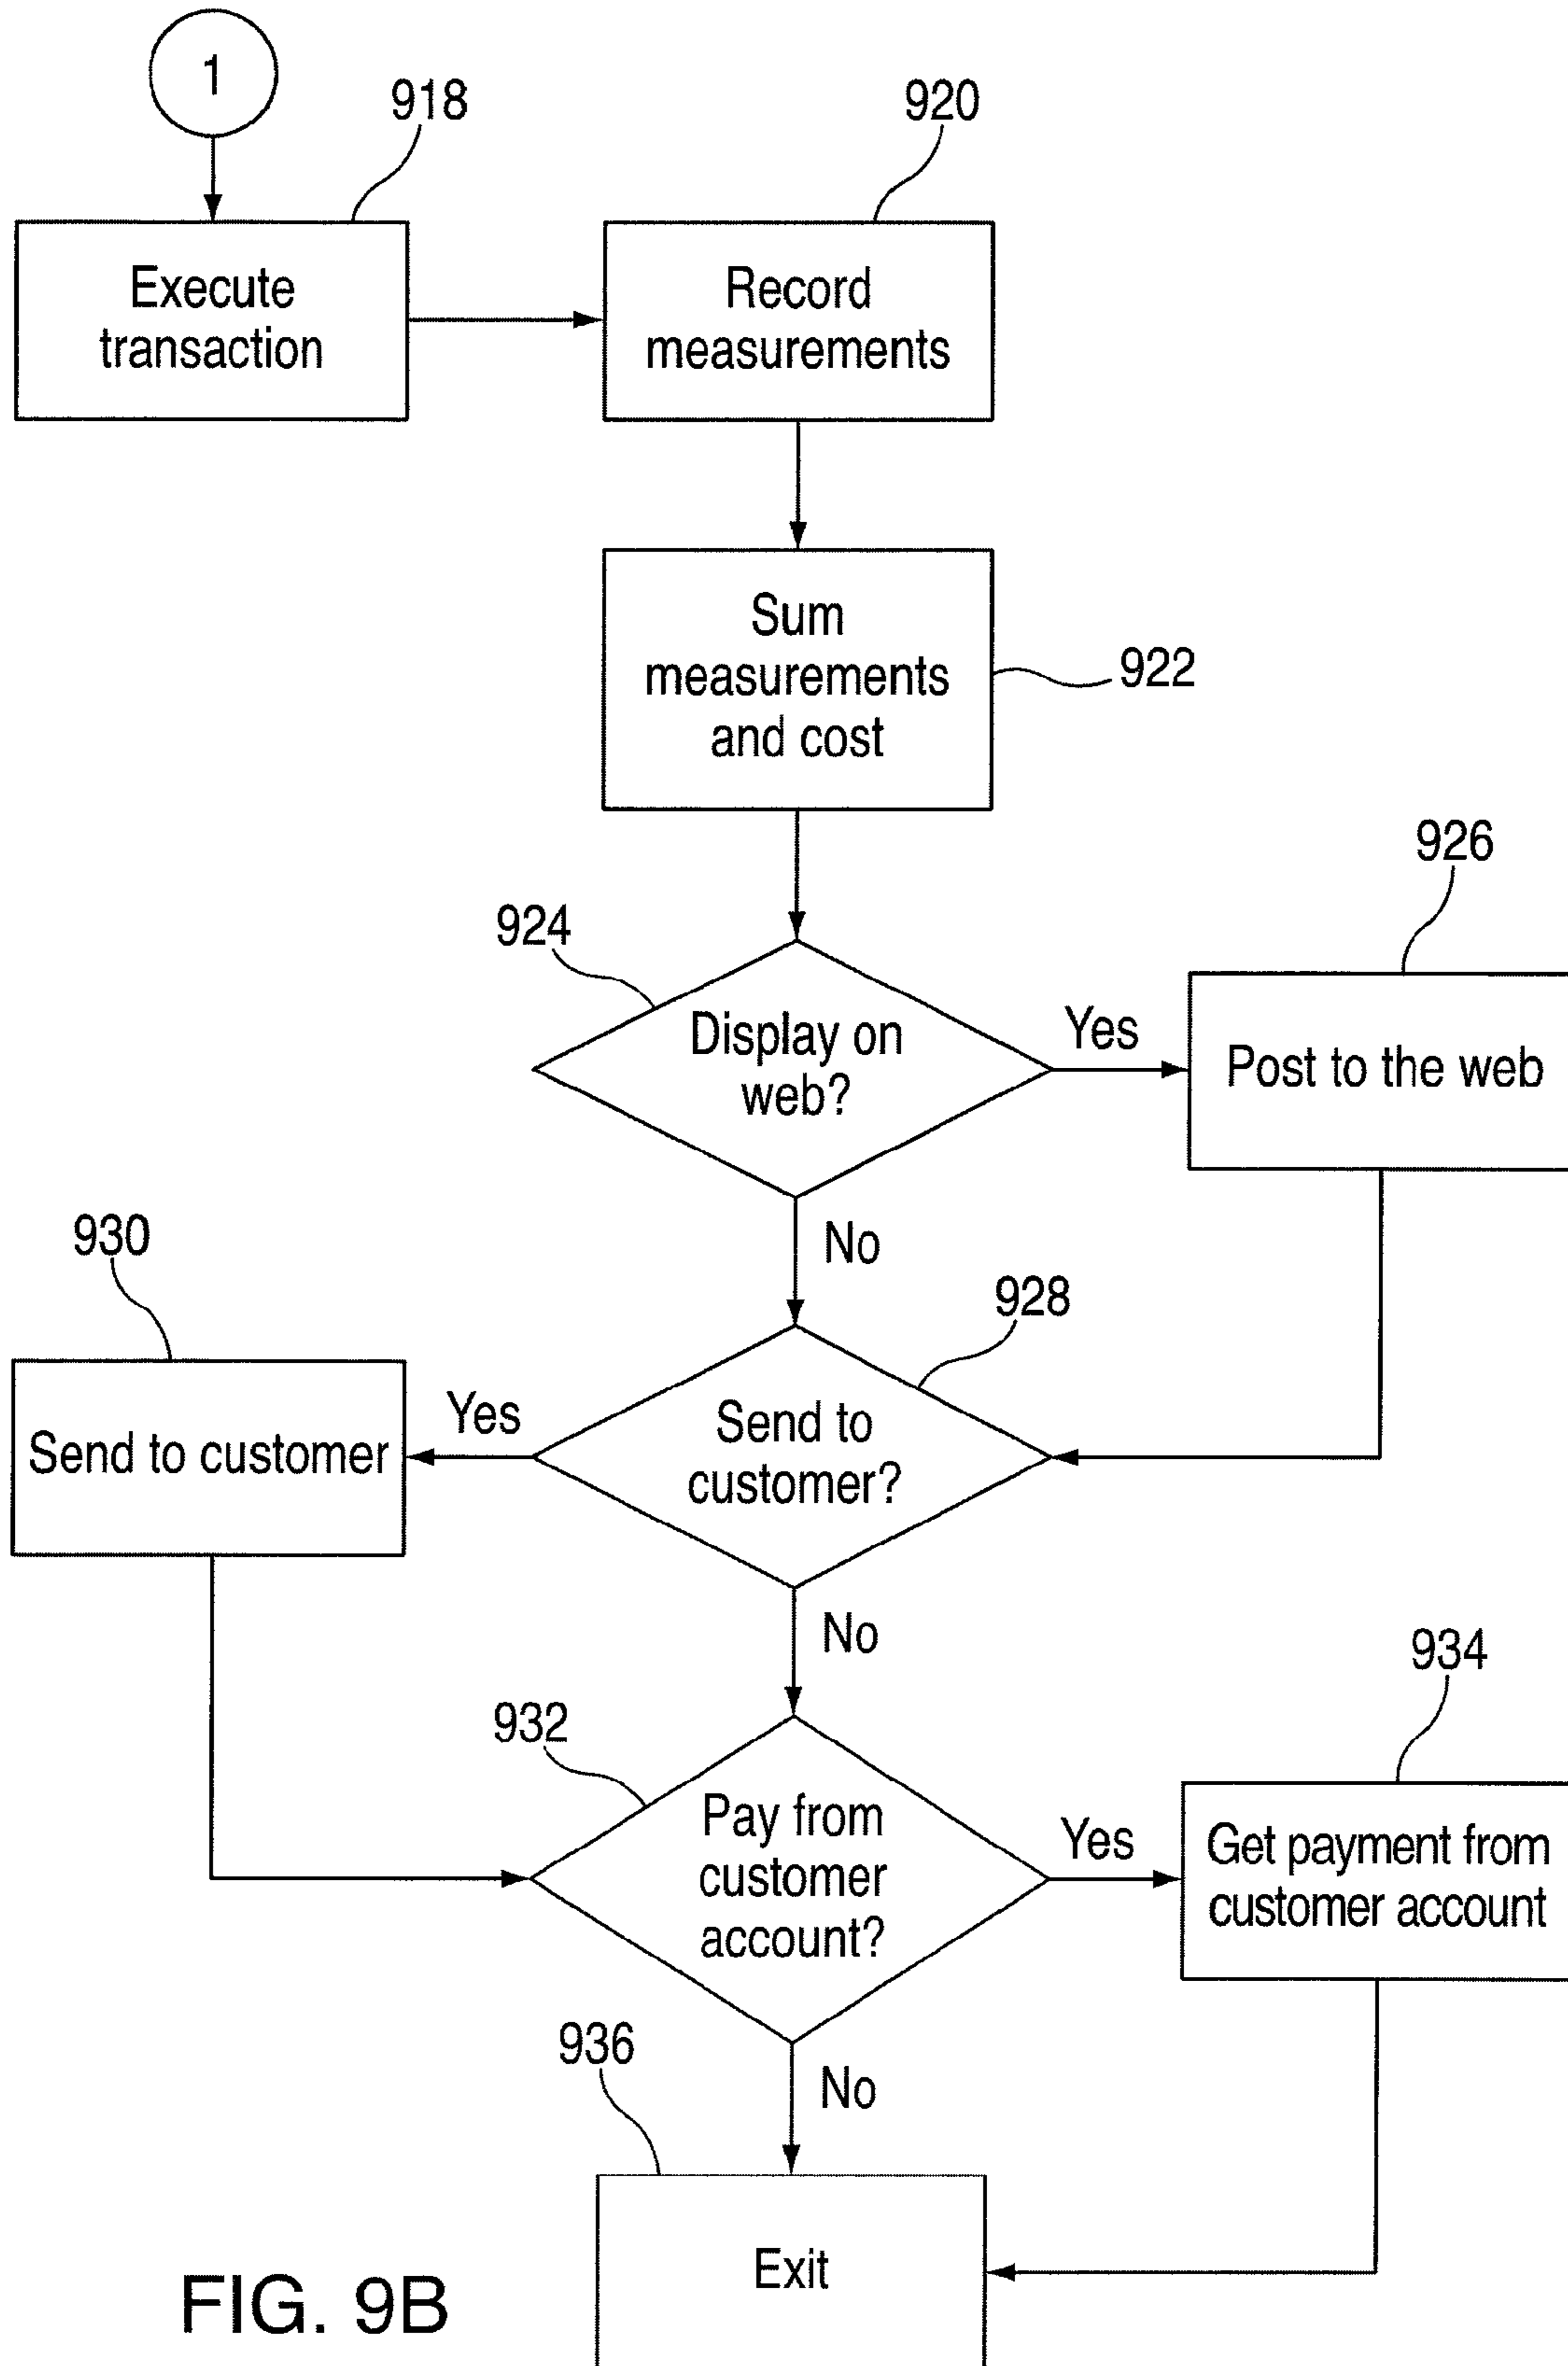 1
918
920
Execute
transaction
Record
measurements
Sum
measurements
and cost
922
926
924
Display on
web?
Yes
Post to the web
No
930
928
Send to customer
Yes
Send to
customer?
No
934
932
Pay from
customer
account?
Yes
Get payment from
customer account
936
No
Exit
FIG. 9B